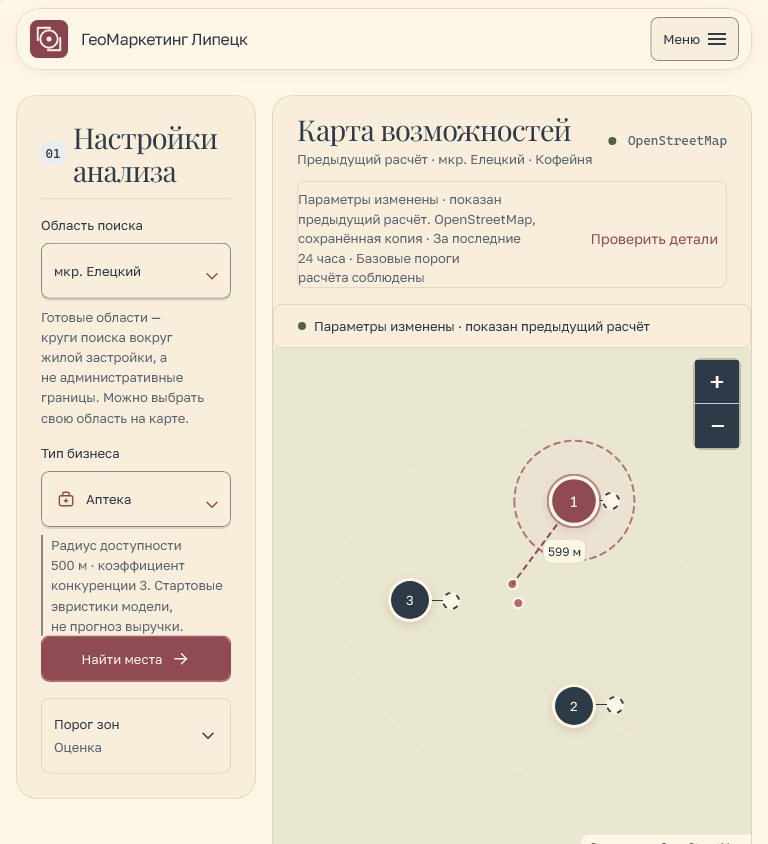 ГеоМаркетинг Липецк
Меню
01
Настройки
анализа
Область поиска
мкр. Елецкий
Готовые области —
круги поиска вокруг
жилой застройки, а
не административные
границы. Можно выбрать
свою область на карте.
Тип бизнеса
Аптека
Радиус доступности
500 м · коэффициент
конкуренции 3. Стартовые
эвристики модели,
не прогноз выручки.
Найти места
Порог зон
Оценка
Карта возможностей
Предыдущий расчёт · мкр. Елецкий · Кофейня
OpenStreetMap
Параметры изменены · показан
предыдущий расчёт. OpenStreetMap,
сохранённая копия · За последние
24 часа · Базовые пороги
расчёта соблюдены
Проверить детали
Параметры изменены · показан предыдущий расчёт
+
−
1
599 м
3
2